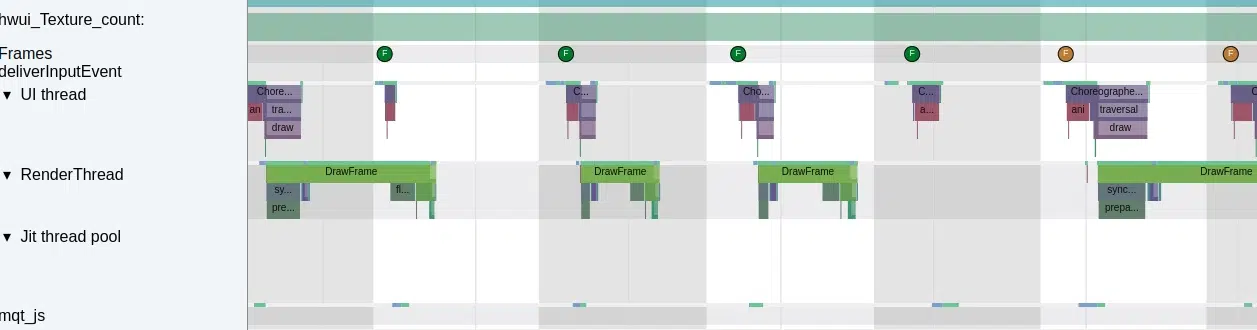 hwui_Texture_count:
Frames
F F F F F F
deliverInputEvent
▼ UI thread
Chore... C... Cho... C... Choreographe... C
an tra... a... ani traversal
draw draw
▼ RenderThread
DrawFrame DrawFrame DrawFrame DrawFrame
sy... fl... sync...
pre... prepa...
▼ Jit thread pool
mqt_js